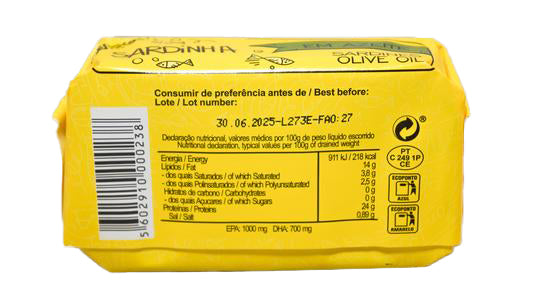 SARDINHA
EM AZEITE
SARDINES
OLIVE OIL
Consumir de preferência antes de / Best before:
Lote / Lot number:
30.06.2025-L273E-FAO:27
Declaração nutricional, valores médios por 100g de peso líquido escorrido
Nutritional declaration, typical values per 100g of drained weight
Energia / Energy 911 kJ / 218 kcal
Lípidos / Fat 14 g
- dos quais Saturados / of which Saturated 3,8 g
- dos quais Polinsaturados / of which Polyunsaturated 2,5 g
Hidratos de carbono / Carbohydrates 0 g
- dos quais Açucares / of which Sugars 0 g
Proteínas / Proteins 24 g
Sal / Salt 0,89 g
EPA: 1000 mg DHA: 700 mg
5602910000238
®
PT
C 249 1P
CE
ECOPONTO
AZUL
ECOPONTO
AMARELO